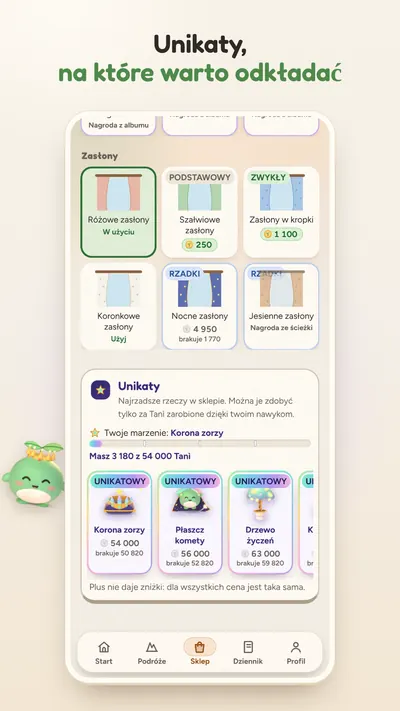 Unikaty,
na które warto odkładać
Nagroda z albumu
Zasłony
Różowe zasłony
W użyciu
PODSTAWOWY
Szałwiowe
zasłony
250
ZWYKŁY
Zasłony w kropki
1 100
Koronkowe
zasłony
Użyj
RZADKI
Nocne zasłony
4 950
brakuje 1 770
RZADKI
Jesienne zasłony
Nagroda ze ścieżki
Unikaty
Najrzadsze rzeczy w sklepie. Można je zdobyć
tylko za Tani zarobione dzięki twoim nawykom.
Twoje marzenie: Korona zorzy
Masz 3 180 z 54 000 Tani
UNIKATOWY
Korona zorzy
54 000
brakuje 50 820
UNIKATOWY
Płaszcz
komety
56 000
brakuje 52 820
UNIKATOWY
Drzewo
życzeń
63 000
brakuje 59 820
Plus nie daje zniżki: dla wszystkich cena jest taka sama.
Start
Podróże
Sklep
Dziennik
Profil